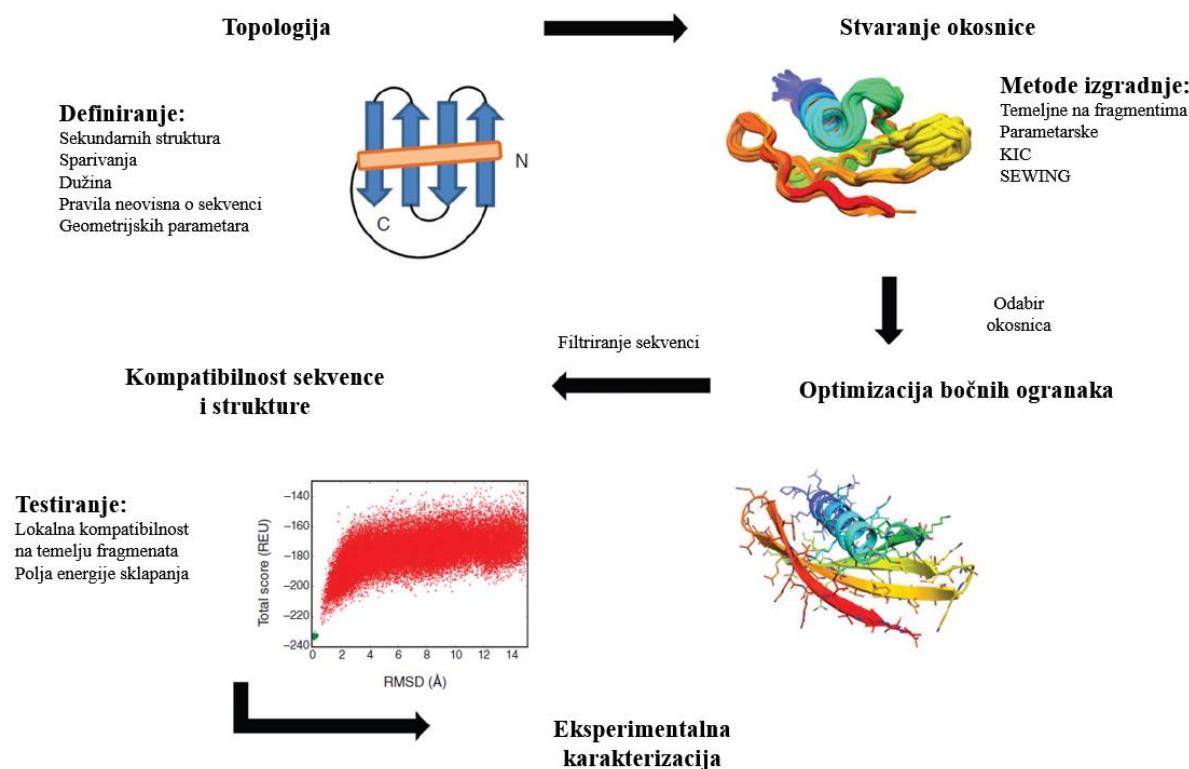 Topologija
Stvaranje okosnice
Definiranje:
Sekundarnih struktura
Sparivanja
Dužina
Pravila neovisna o sekvenci
Geometrijskih parametara
N
C
Metode izgradnje:
Temeljne na fragmentima
Parametarske
KIC
SEWING
Odabir
okosnica
Filtriranje sekvenci
Kompatibilnost sekvence
i strukture
Optimizacija bočnih ogranaka
Testiranje:
Lokalna kompatibilnost
na temelju fragmenata
Polja energije sklapanja
Total score (REU)
−140
−160
−180
−200
−220
−240
0 2 4 6 8 10 12 14
RMSD (Å)
Eksperimentalna
karakterizacija